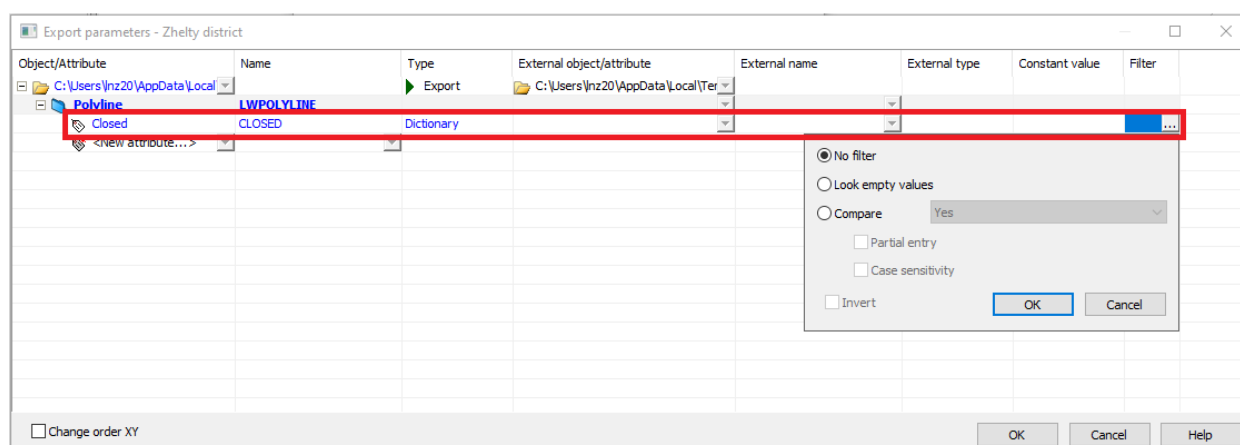 Export parameters - Zhelty district
Object/Attribute Name Type External object/attribute External name External type Constant value Filter
C:\Users\lnz20\AppData\Local Export C:\Users\lnz20\AppData\Local\Ter
Polyline LWPOLYLINE
Closed CLOSED Dictionary ...
<New attribute...>
No filter
Look empty values
Compare Yes
Partial entry
Case sensitivity
Invert OK Cancel
Change order XY OK Cancel Help